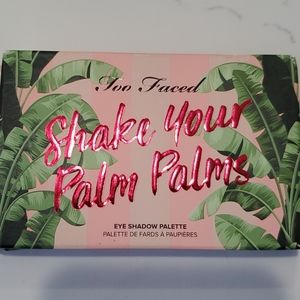 Too Faced
Shake Your
Palm Palms
EYE SHADOW PALETTE
PALETTE DE FARDS À PAUPIÈRES